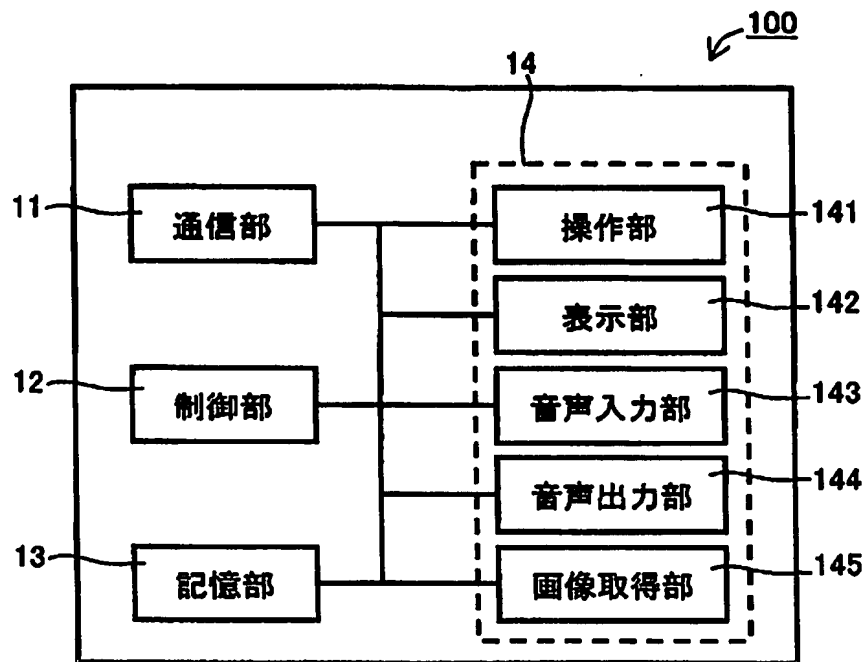 100
14
11 通信部 操作部 141
表示部 142
12 制御部 音声入力部 143
音声出力部 144
13 記憶部 画像取得部 145